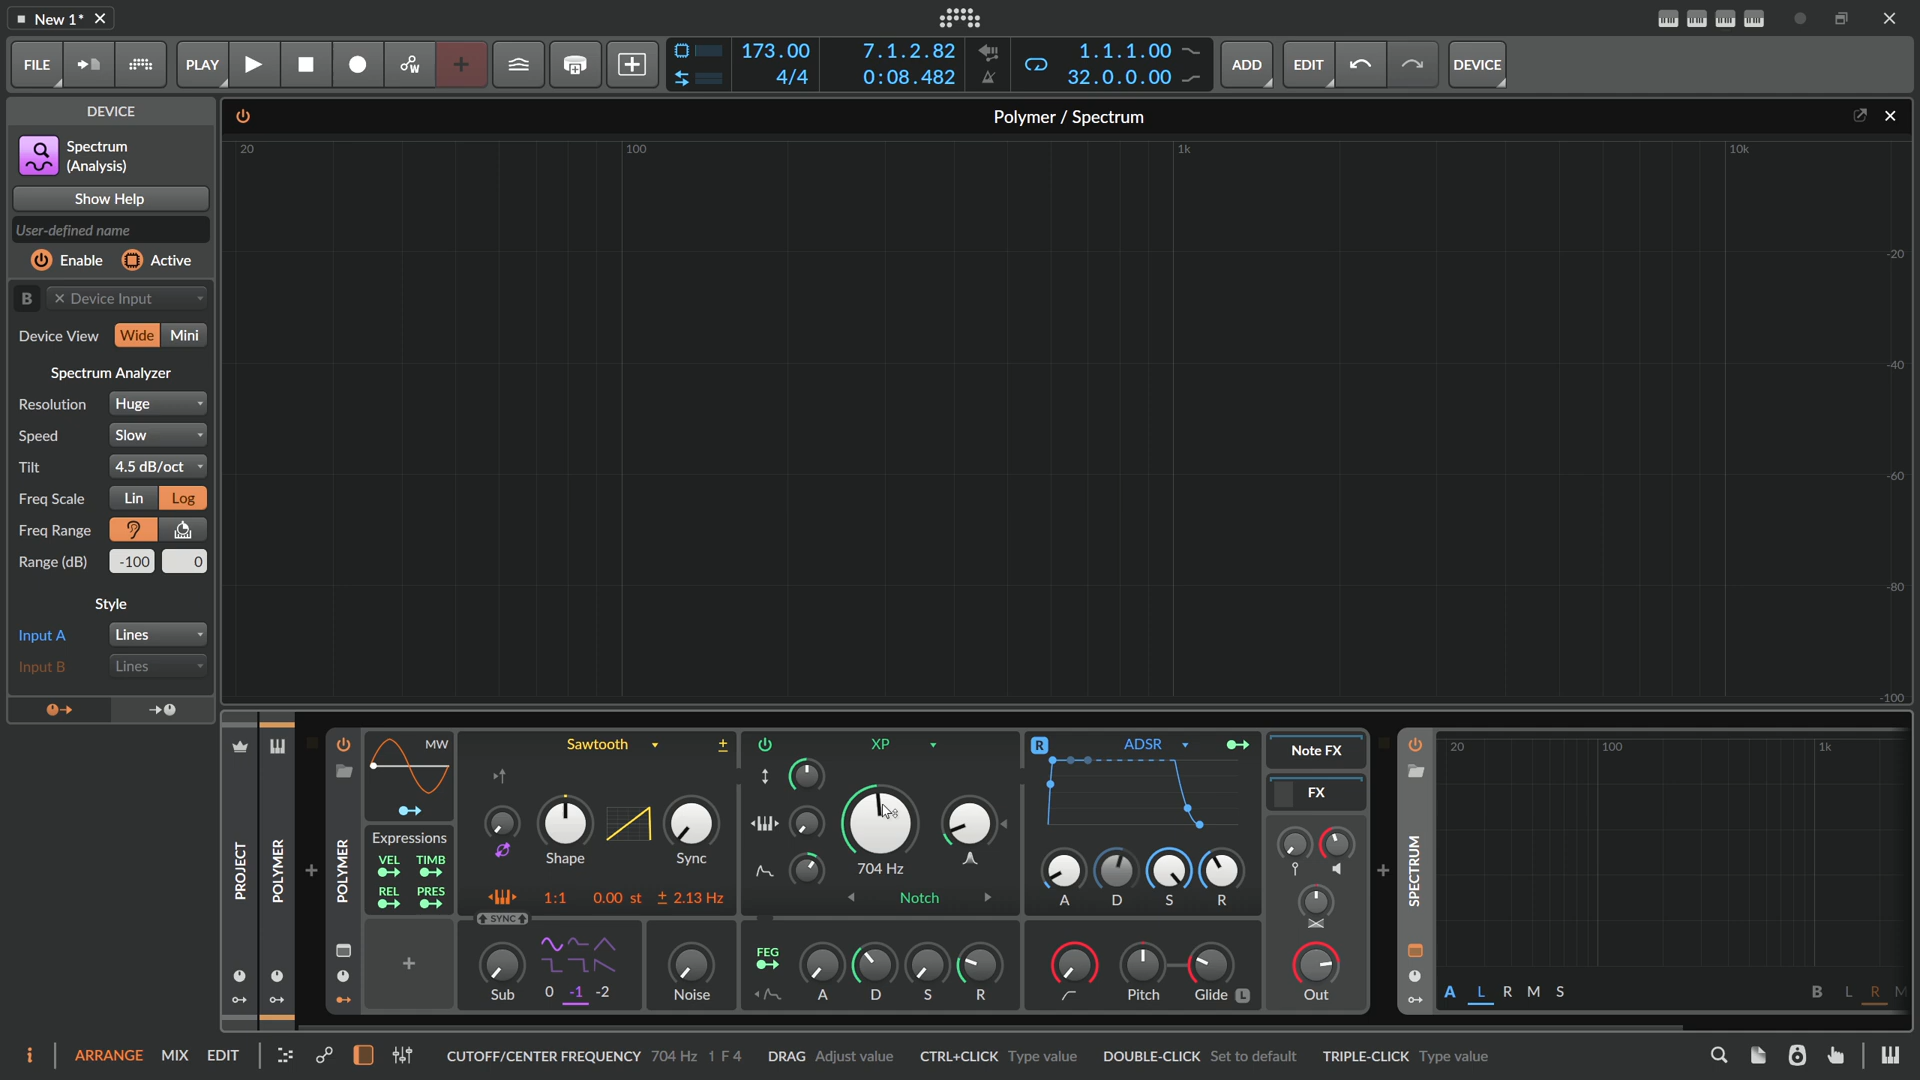 New 1*
FILE PLAY W 173.00 4/4 7.1.2.82 0:08.482 1.1.1.00 32.0.0.00 ADD EDIT DEVICE
DEVICE
Spectrum
(Analysis)
Show Help
User-defined name
Enable Active
B Device Input
Device View Wide Mini
Spectrum Analyzer
Resolution Huge
Speed Slow
Tilt 4.5 dB/oct
Freq Scale Lin Log
Freq Range
Range (dB) -100 0
Style
Input A Lines
Input B Lines
Polymer / Spectrum
20 100 1k 10k
-20
-40
-60
-80
-100
PROJECT
POLYMER
POLYMER
MW
Expressions
VEL TIMB
REL PRES
Sawtooth
Shape Sync
1:1 0.00 st ± 2.13 Hz
SYNC
Sub
0 -1 -2
Noise
XP
704 Hz
Notch
FEG
A D S R
R ADSR
A D S R
Pitch Glide L
Note FX
FX
Out
SPECTRUM
20 100 1k
A L R M S
B L R M
i ARRANGE MIX EDIT
CUTOFF/CENTER FREQUENCY 704 Hz 1 F 4 DRAG Adjust value CTRL+CLICK Type value DOUBLE-CLICK Set to default TRIPLE-CLICK Type value